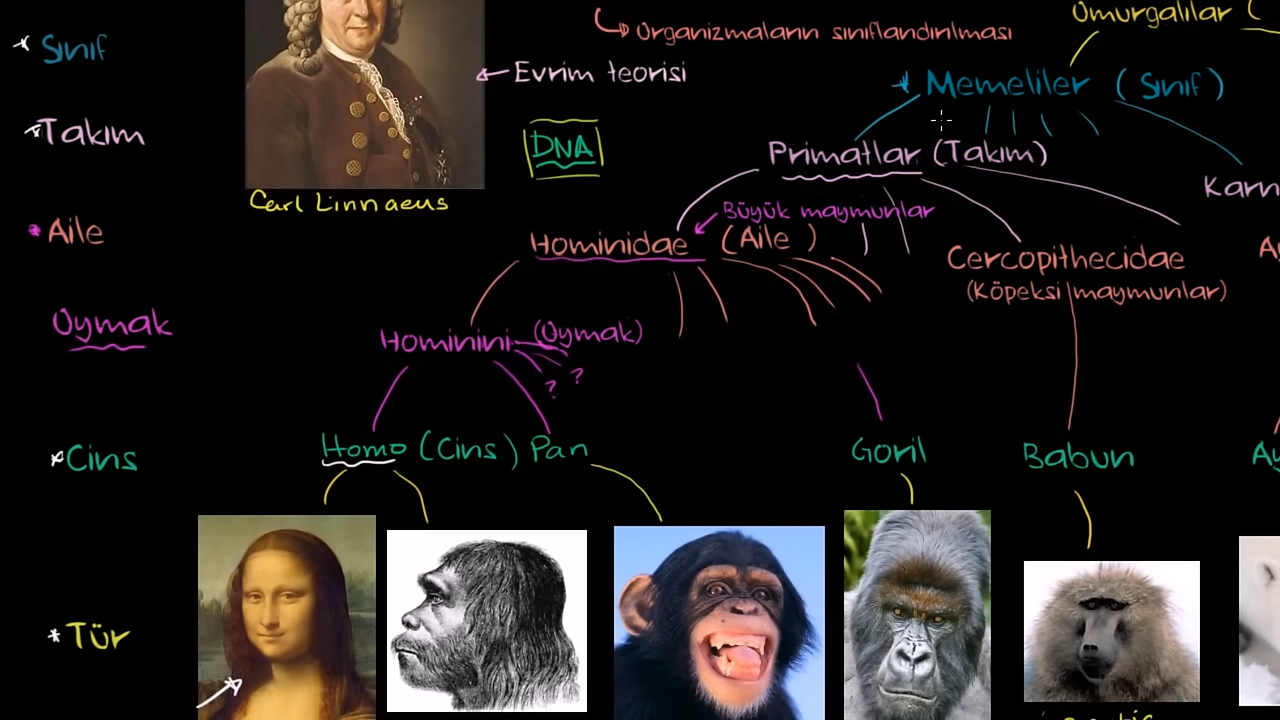 Organizmaların sınıflandırılması
Omurgalılar (
Sınıf
Evrim teorisi
Memeliler (Sınıf)
Takım
DNA
Primatlar (Takım)
Carl Linnaeus
Büyük maymunlar
Aile
Hominidae (Aile)
Cercopithecidae
(Köpeksi maymunlar)
Oymak
Hominini (Oymak)
? ?
Homo (Cins) Pan
Goril
Babun
Cins
Tür